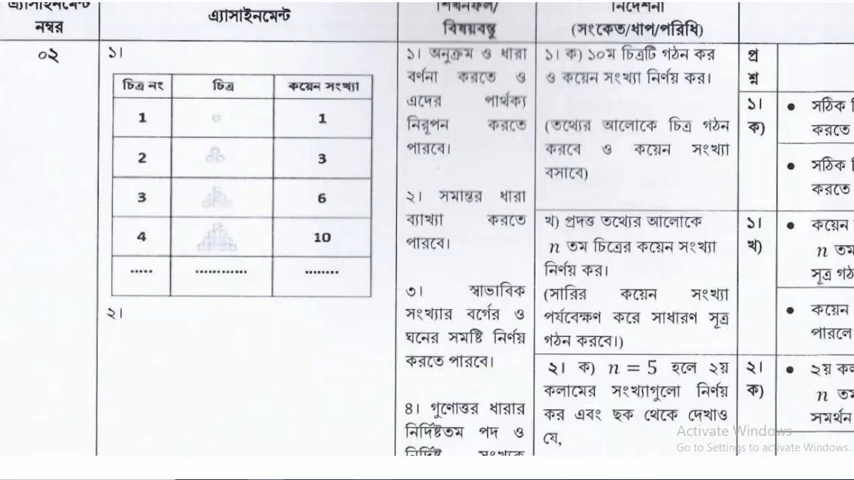 এ্যাসাইনমেন্ট
নম্বর
এ্যাসাইনমেন্ট
শিখনফল/
বিষয়বস্তু
নির্দেশনা
(সংকেত/ধাপ/পরিধি)
০২
১।
চিত্র নং চিত্র কয়েন সংখ্যা
1 1
2 3
3 6
4 10
..... ............ ........
২।
১। অনুক্রম ও ধারা
বর্ণনা করতে ও
এদের পার্থক্য
নিরূপন করতে
পারবে।
২। সমান্তর ধারা
ব্যাখ্যা করতে
পারবে।
৩। স্বাভাবিক
সংখ্যার বর্গের ও
ঘনের সমষ্টি নির্ণয়
করতে পারবে।
৪। গুণোত্তর ধারার
নির্দিষ্টতম পদ ও
নির্দিষ্ট সংখ্যক
১। ক) ১০ম চিত্রটি গঠন কর
ও কয়েন সংখ্যা নির্ণয় কর।
(তথ্যের আলোকে চিত্র গঠন
করবে ও কয়েন সংখ্যা
বসাবে)
খ) প্রদত্ত তথ্যের আলোকে
n তম চিত্রের কয়েন সংখ্যা
নির্ণয় কর।
(সারির কয়েন সংখ্যা
পর্যবেক্ষণ করে সাধারণ সূত্র
গঠন করবে।)
২। ক) n = 5 হলে ২য়
কলামের সংখ্যাগুলো নির্ণয়
কর এবং ছক থেকে দেখাও
যে,
প্র
শ্ন
১।
ক)
১।
খ)
২।
ক)
• সঠিক
করতে
• সঠিক
করতে
• কয়েন
n তম
সূত্র
• কয়েন
পারলে
• ২য়
n তম
সমর্থন
Activate Windows
Go to Settings to activate Windows.